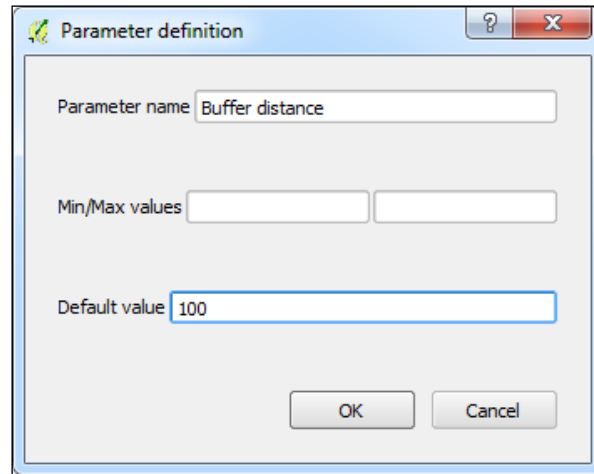 Parameter definition
Parameter name Buffer distance
Min/Max values
Default value 100
OK Cancel